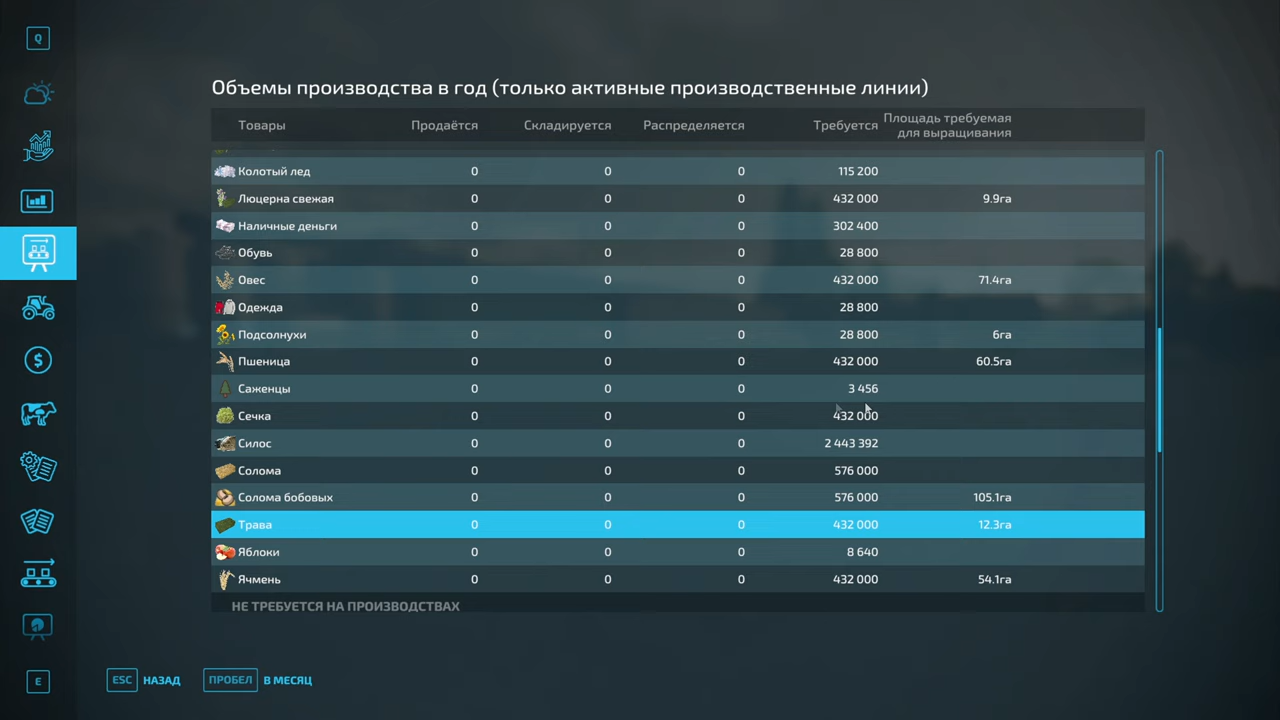 Q
Объемы производства в год (только активные производственные линии)
Товары Продаётся Складируется Распределяется Требуется Площадь требуемая для выращивания
Колотый лед 0 0 0 115 200
Люцерна свежая 0 0 0 432 000 9.9га
Наличные деньги 0 0 0 302 400
Обувь 0 0 0 28 800
Овес 0 0 0 432 000 71.4га
Одежда 0 0 0 28 800
Подсолнухи 0 0 0 28 800 6га
Пшеница 0 0 0 432 000 60.5га
Саженцы 0 0 0 3 456
Сечка 0 0 0 432 000
Силос 0 0 0 2 443 392
Солома 0 0 0 576 000
Солома бобовых 0 0 0 576 000 105.1га
Трава 0 0 0 432 000 12.3га
Яблоки 0 0 0 8 640
Ячмень 0 0 0 432 000 54.1га
НЕ ТРЕБУЕТСЯ НА ПРОИЗВОДСТВАХ
E
ESC НАЗАД ПРОБЕЛ В МЕСЯЦ